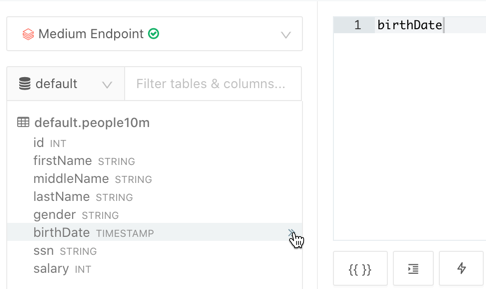 Medium Endpoint
default
Filter tables & columns...
default.people10m
id INT
firstName STRING
middleName STRING
lastName STRING
gender STRING
birthDate TIMESTAMP
ssn STRING
salary INT
1 birthDate
{{ }}